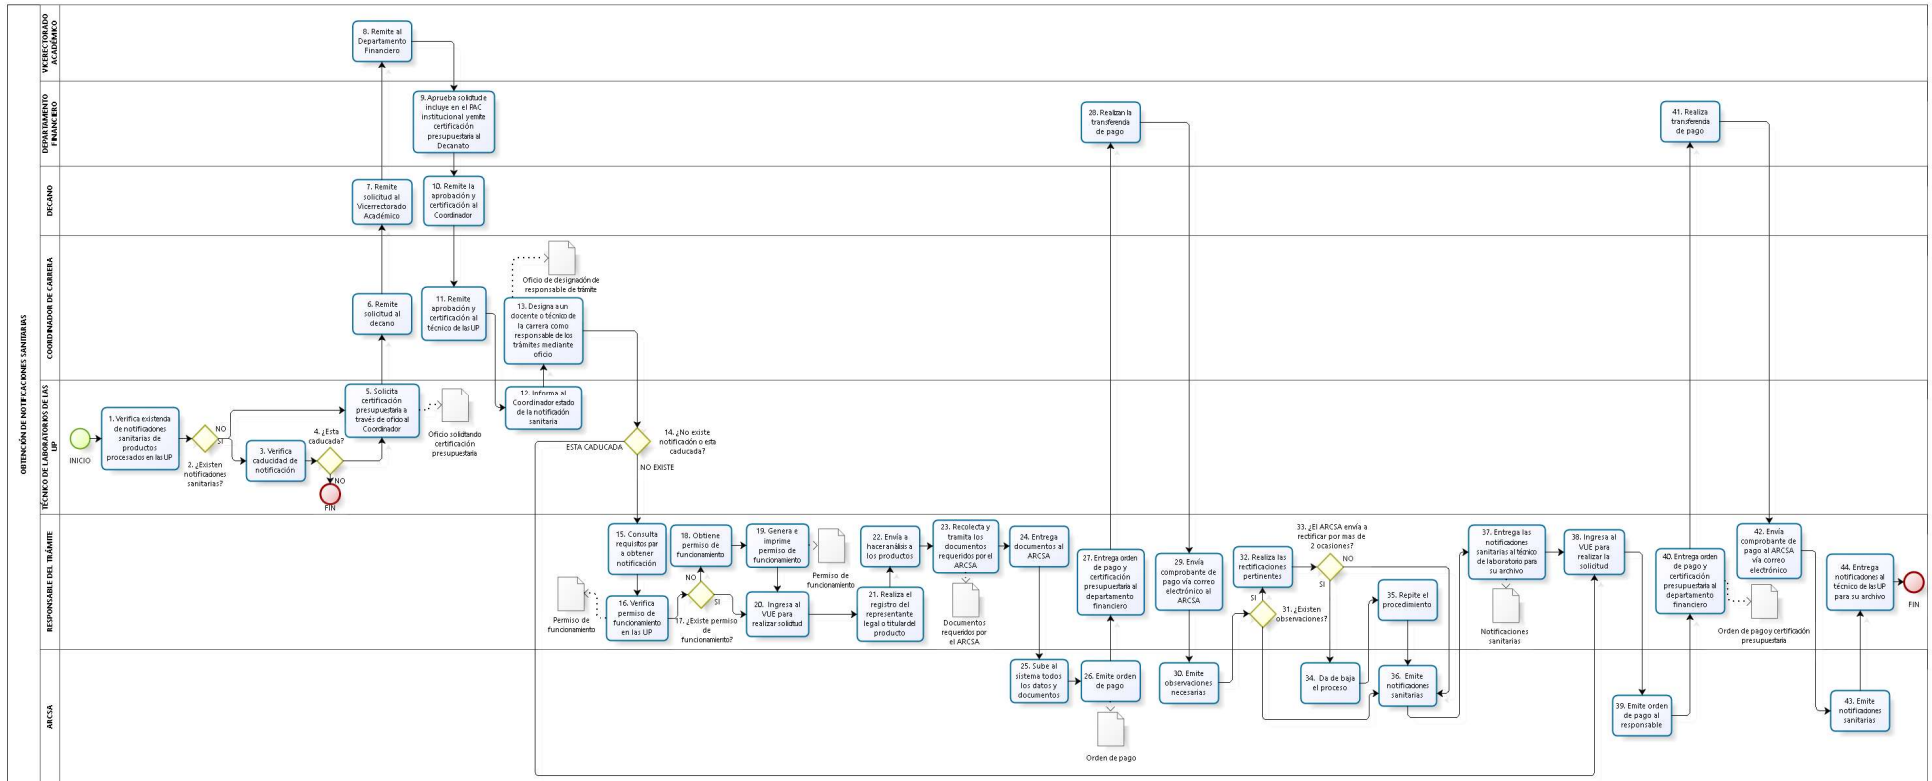 OBTENCIÓN DE NOTIFICACIONES SANITARIAS
VICERECTORADO
ACADÉMICO
8. Remite al
Departamento
Financiero
DEPARTAMENTO
FINANCIERO
9. Aprueba solicitud e
incluye en el PAC
institucional y emite
certificación
presupuestaria al
Decanato
28. Realizan la
transferencia
de pago
41. Realiza
transferencia
de pago
DECANO
7. Remite
solicitud al
Vicerrectorado
Académico
10. Remite la
aprobación y
certificación al
Coordinador
COORDINADOR DE CARRERA
6. Remite
solicitud al
decano
11. Remite
aprobación y
certificación al
técnico de las UP
Oficio de designación de
responsable de trámite
13. Designa a un
docente o técnico de
la carrera como
responsable de los
trámites mediante
oficio
TÉCNICO DE LABORATORIOS DE LAS
UP
INICIO
1. Verifica existencia
de notificaciones
sanitarias de
productos
procesados en las UP
NO
SI
2. ¿Existen
notificaciones
sanitarias?
3. Verifica
caducidad de
notificación
4. ¿Esta
caducada?
NO
FIN
5. Solicita
certificación
presupuestaria a
través de oficio al
Coordinador
Oficio solicitando
certificación
presupuestaria
12. Informa al
Coordinador estado
de la notificación
sanitaria
14. ¿No existe
notificación o esta
caducada?
ESTA CADUCADA
NO EXISTE
RESPONSABLE DEL TRÁMITE
15. Consulta
requisitos par
a obtener
notificación
Permiso de
funcionamiento
16. Verifica
permiso de
funcionamiento
en las UP
17. ¿Existe permiso
de
funcionamiento?
NO
SI
18. Obtiene
permiso de
funcionamiento
19. Genera e
imprime
permiso de
funcionamiento
Permiso de
funcionamiento
20. Ingresa al
VUE para
realizar solicitud
21. Realiza el
registro del
representante
legal o titular del
producto
22. Envía a
hacer análisis a
los productos
23. Recolecta y
tramita los
documentos
requeridos por el
ARCSA
Documentos
requeridos por
el ARCSA
24. Entrega
documentos al
ARCSA
27. Entrega orden
de pago y
certificación
presupuestaria al
departamento
financiero
29. Envía
comprobante de
pago vía correo
electrónico al
ARCSA
31. ¿Existen
observaciones?
SI
32. Realiza las
rectificaciones
pertinentes
33. ¿El ARCSA envía a
rectificar por mas de
2 ocasiones?
NO
SI
35. Repite el
procedimiento
37. Entrega las
notificaciones
sanitarias al técnico
de laboratorio para
su archivo
Notificaciones
sanitarias
38. Ingresa al
VUE para
realizar la
solicitud
40. Entrega orden
de pago y
certificación
presupuestaria al
departamento
financiero
Orden de pago y certificación
presupuestaria
42. Envía
comprobante de
pago al ARCSA
vía correo
electrónico
44. Entrega
notificaciones al
técnico de las UP
para su archivo
FIN
ARCSA
25. Sube al
sistema todos
los datos y
documentos
26. Emite orden
de pago
Orden de pago
30. Emite
observaciones
necesarias
34. Da de baja
el proceso
36. Emite
notificaciones
sanitarias
39. Emite orden
de pago al
responsable
43. Emite
notificaciones
sanitarias